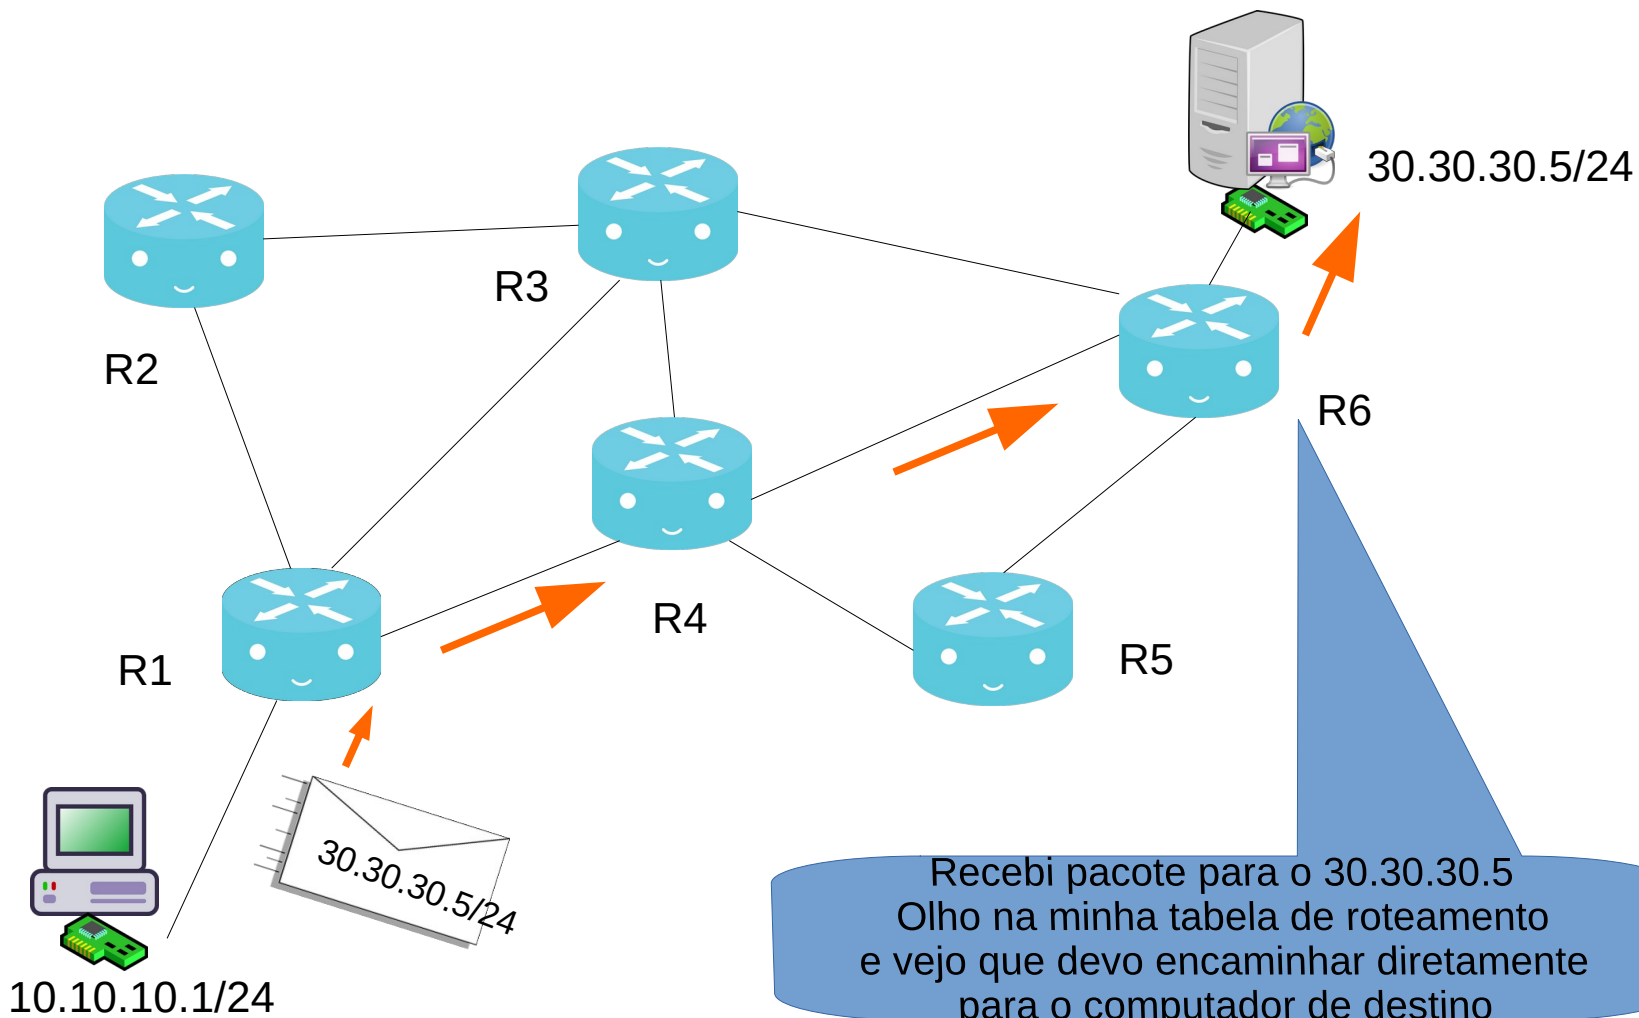 30.30.30.5/24
R3
R2
R6
R4
R5
R1
30.30.30.5/24
10.10.10.1/24
Recebi pacote para o 30.30.30.5
Olho na minha tabela de roteamento
e vejo que devo encaminhar diretamente
para o computador de destino